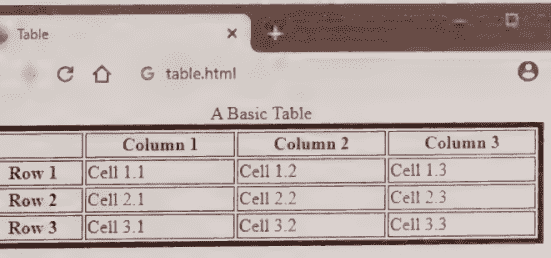 Table
G table.html
A Basic Table
Column 1 Column 2 Column 3
Row 1 Cell 1.1 Cell 1.2 Cell 1.3
Row 2 Cell 2.1 Cell 2.2 Cell 2.3
Row 3 Cell 3.1 Cell 3.2 Cell 3.3